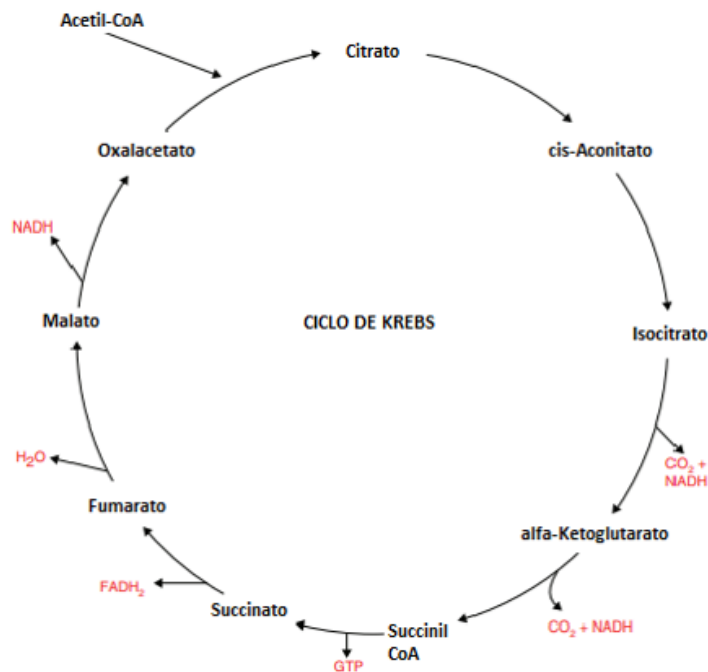 Acetil-CoA
Citrato
cis-Aconitato
Isocitrato
CO₂ +
NADH
alfa-Ketoglutarato
CO₂ + NADH
Succinil
CoA
GTP
Succinato
FADH₂
Fumarato
H₂O
Malato
NADH
Oxalacetato
CICLO DE KREBS